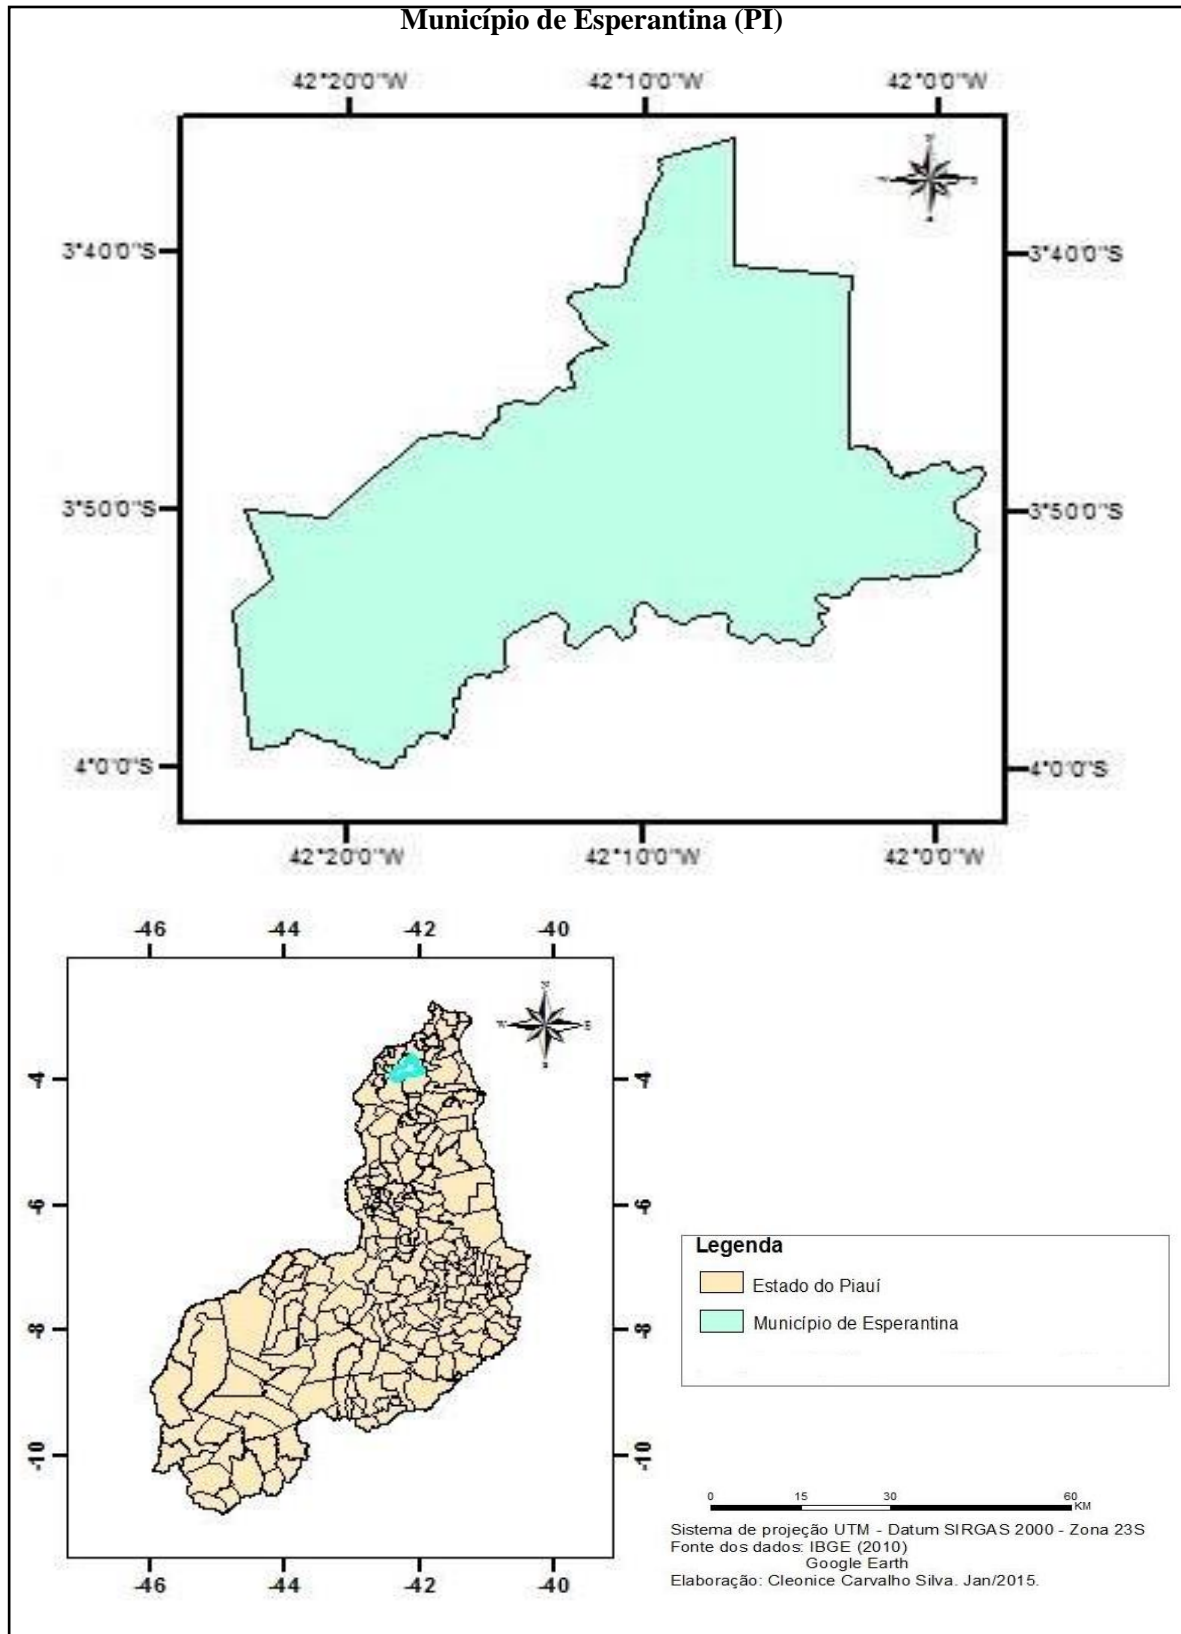 Município de Esperantina (PI)
42°20'0"W 42°10'0"W 42°0'0"W
3°40'0"S 3°40'0"S
3°50'0"S 3°50'0"S
4°0'0"S 4°0'0"S
42°20'0"W 42°10'0"W 42°0'0"W
-46 -44 -42 -40
-4 -4
-6 -6
-8 -8
-10 -10
-46 -44 -42 -40
Legenda
Estado do Piauí
Município de Esperantina
0 15 30 60
KM
Sistema de projeção UTM - Datum SIRGAS 2000 - Zona 23S
Fonte dos dados: IBGE (2010)
Google Earth
Elaboração: Cleonice Carvalho Silva. Jan/2015.